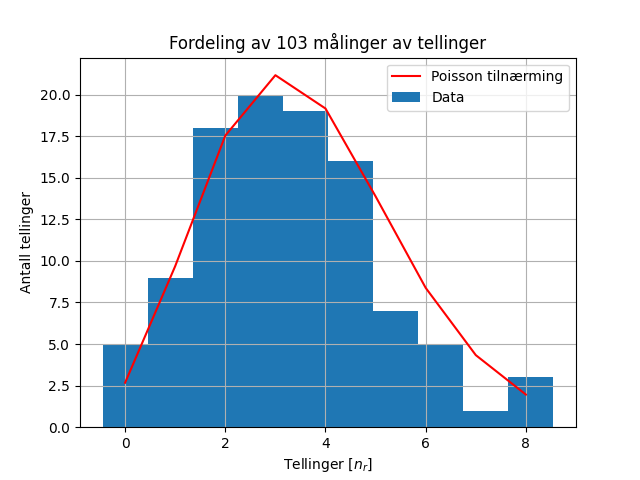 Fordeling av 103 målinger av tellinger
Poisson tilnærming
Data
Antall tellinger
20.0
17.5
15.0
12.5
10.0
7.5
5.0
2.5
0.0
0 2 4 6 8
Tellinger [n_r]